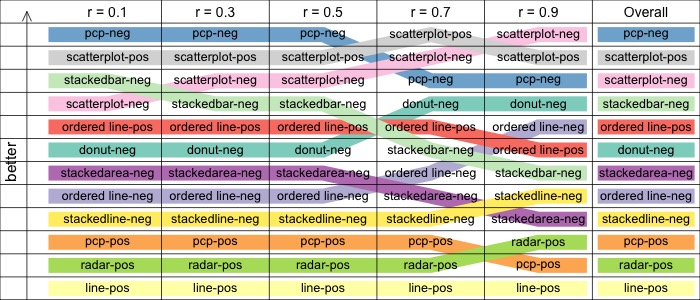 r = 0.1 r = 0.3 r = 0.5 r = 0.7 r = 0.9 Overall
pcp-neg pcp-neg pcp-neg scatterplot-pos scatterplot-neg pcp-neg
scatterplot-pos scatterplot-pos scatterplot-pos scatterplot-neg scatterplot-pos scatterplot-pos
stackedbar-neg scatterplot-neg scatterplot-neg pcp-neg pcp-neg scatterplot-neg
scatterplot-neg stackedbar-neg stackedbar-neg donut-neg donut-neg stackedbar-neg
ordered line-pos ordered line-pos ordered line-pos ordered line-pos ordered line-neg ordered line-pos
donut-neg donut-neg donut-neg stackedbar-neg ordered line-pos donut-neg
stackedarea-neg stackedarea-neg stackedarea-neg ordered line-neg stackedbar-neg stackedarea-neg
ordered line-neg ordered line-neg ordered line-neg stackedarea-neg stackedline-neg ordered line-neg
stackedline-neg stackedline-neg stackedline-neg stackedline-neg stackedarea-neg stackedline-neg
pcp-pos pcp-pos pcp-pos pcp-pos radar-pos pcp-pos
radar-pos radar-pos radar-pos radar-pos pcp-pos radar-pos
line-pos line-pos line-pos line-pos line-pos line-pos
better